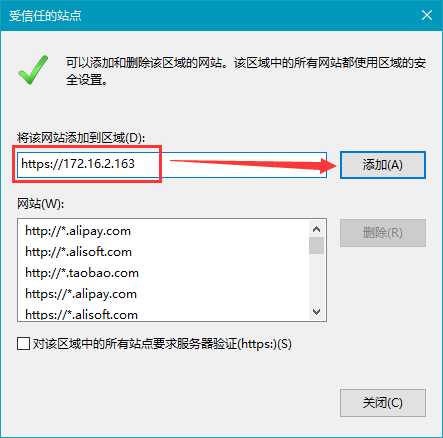 受信任的站点
可以添加和删除该区域的网站。该区域中的所有网站都使用区域的安
全设置。
将该网站添加到区域(D):
https://172.16.2.163
添加(A)
网站(W):
http://*.alipay.com
http://*.alisoft.com
http://*.taobao.com
https://*.alipay.com
https://*.alisoft.com
删除(R)
对该区域中的所有站点要求服务器验证(https:)(S)
关闭(C)